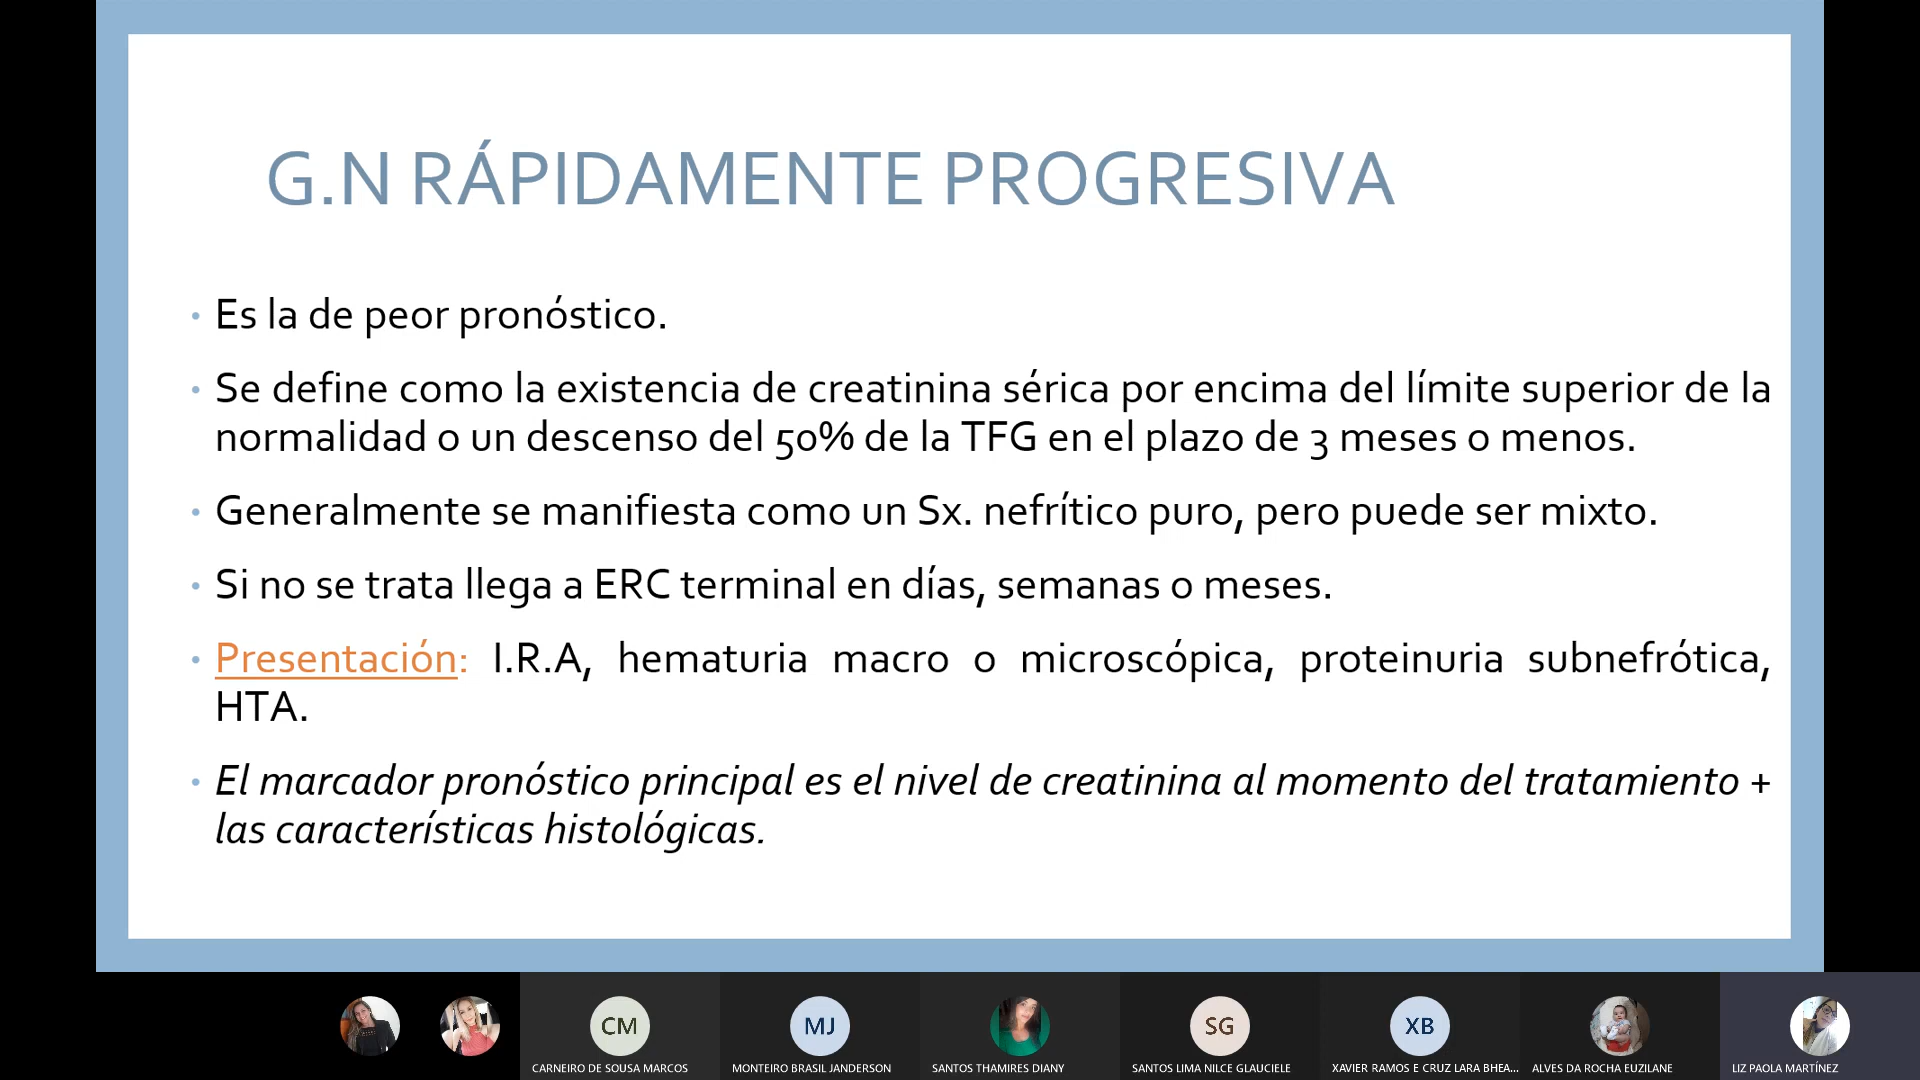 G.N RÁPIDAMENTE PROGRESIVA
• Es la de peor pronóstico.
• Se define como la existencia de creatinina sérica por encima del límite superior de la
normalidad o un descenso del 50% de la TFG en el plazo de 3 meses o menos.
• Generalmente se manifiesta como un Sx. nefrítico puro, pero puede ser mixto.
• Si no se trata llega a ERC terminal en días, semanas o meses.
• Presentación: I.R.A, hematuria macro o microscópica, proteinuria subnefrótica,
HTA.
• El marcador pronóstico principal es el nivel de creatinina al momento del tratamiento +
las características histológicas.
CM
MJ
SG
XB
CARNEIRO DE SOUSA MARCOS
MONTEIRO BRASIL JANDERSON
SANTOS THAMIRES DIANY
SANTOS LIMA NILCE GLAUCIELE
XAVIER RAMOS E CRUZ LARA BHEA...
ALVES DA ROCHA EUZILANE
LIZ PAOLA MARTÍNEZ